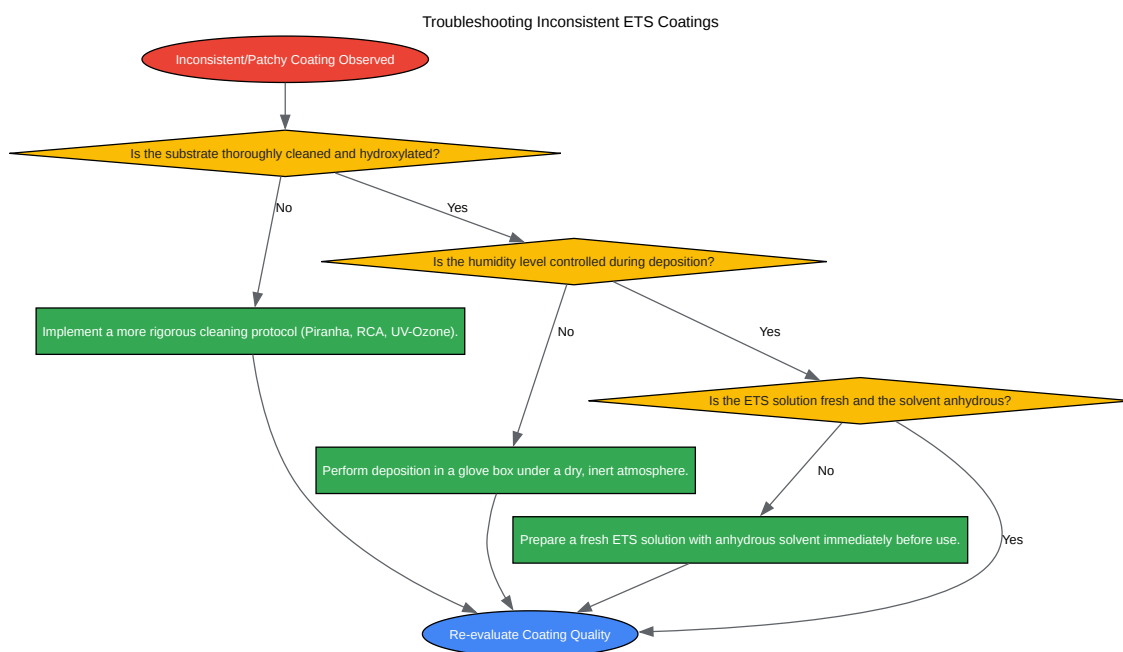 Troubleshooting Inconsistent ETS Coatings
Inconsistent/Patchy Coating Observed
Is the substrate thoroughly cleaned and hydroxylated?
No
Yes
Is the humidity level controlled during deposition?
Implement a more rigorous cleaning protocol (Piranha, RCA, UV-Ozone).
No
Yes
Is the ETS solution fresh and the solvent anhydrous?
Perform deposition in a glove box under a dry, inert atmosphere.
No
Prepare a fresh ETS solution with anhydrous solvent immediately before use.
Yes
Re-evaluate Coating Quality